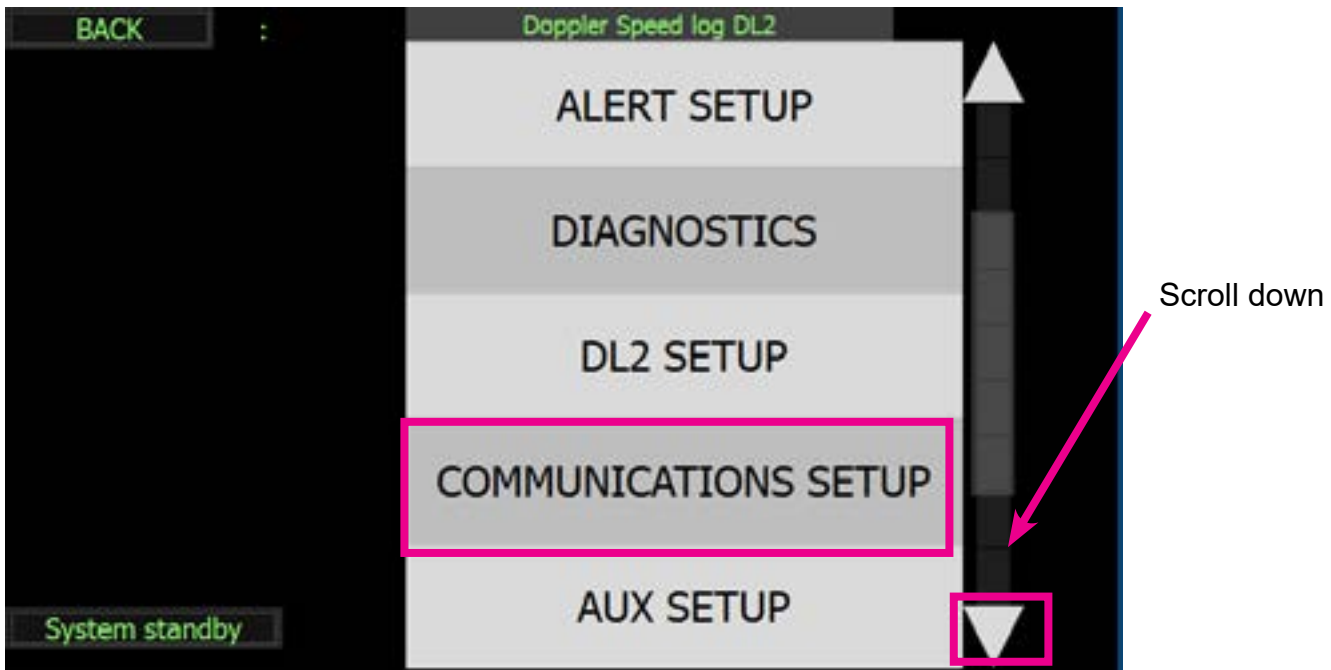 BACK : Doppler Speed log DL2
ALERT SETUP
DIAGNOSTICS
DL2 SETUP
Scroll down
COMMUNICATIONS SETUP
AUX SETUP
System standby